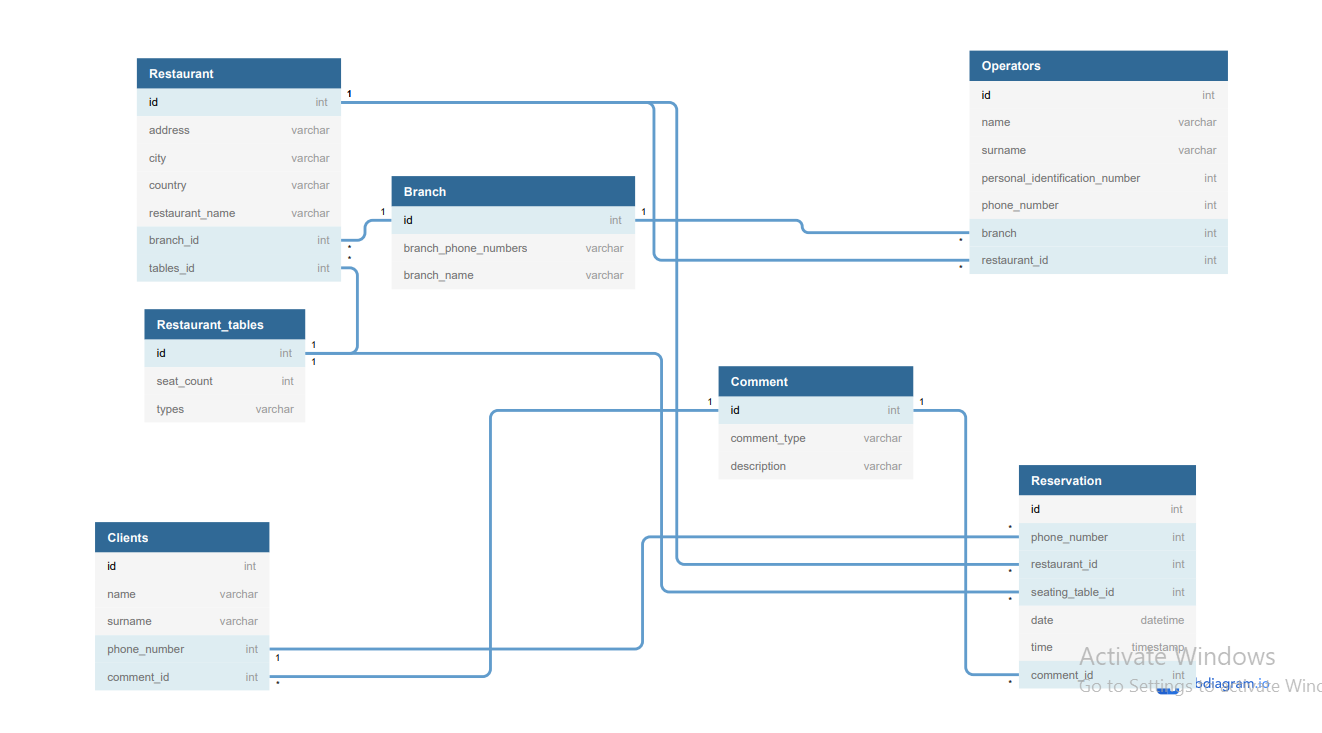 Restaurant
id int
address varchar
city varchar
country varchar
restaurant_name varchar
branch_id int
tables_id int
1
*
*
Branch
id int
branch_phone_numbers varchar
branch_name varchar
1
1
Operators
id int
name varchar
surname varchar
personal_identification_number int
phone_number int
branch int
restaurant_id int
*
*
Restaurant_tables
id int
seat_count int
types varchar
1
1
Comment
id int
comment_type varchar
description varchar
1
1
Clients
id int
name varchar
surname varchar
phone_number int
comment_id int
1
*
Reservation
id int
phone_number int
restaurant_id int
seating_table_id int
date datetime
time timestamp
comment_id int
*
*
*
*
Activate Windows
Go to Settings to Activate Winc
bdiagram.io